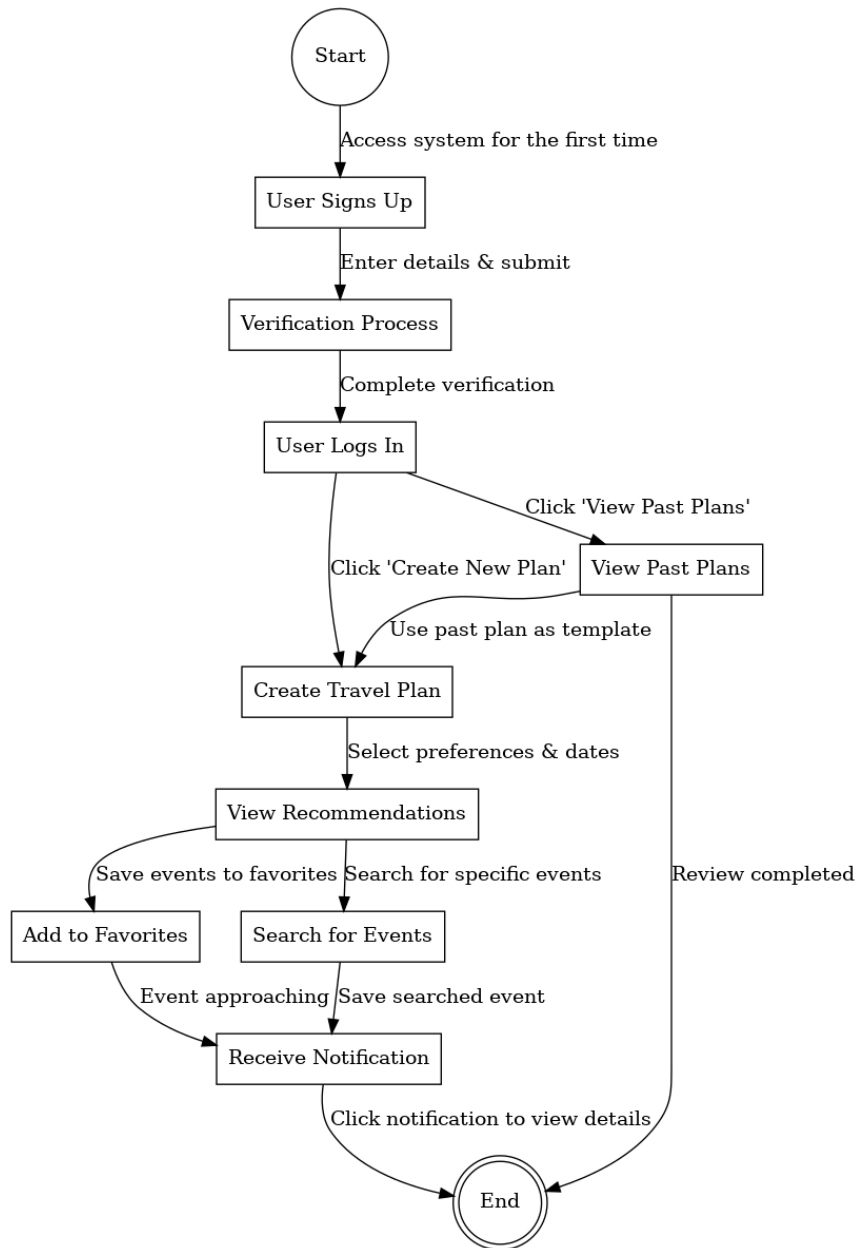 Start
Access system for the first time
User Signs Up
Enter details & submit
Verification Process
Complete verification
User Logs In
Click 'View Past Plans'
Click 'Create New Plan'
View Past Plans
Use past plan as template
Create Travel Plan
Select preferences & dates
View Recommendations
Save events to favorites
Search for specific events
Review completed
Add to Favorites
Search for Events
Event approaching
Save searched event
Receive Notification
Click notification to view details
End